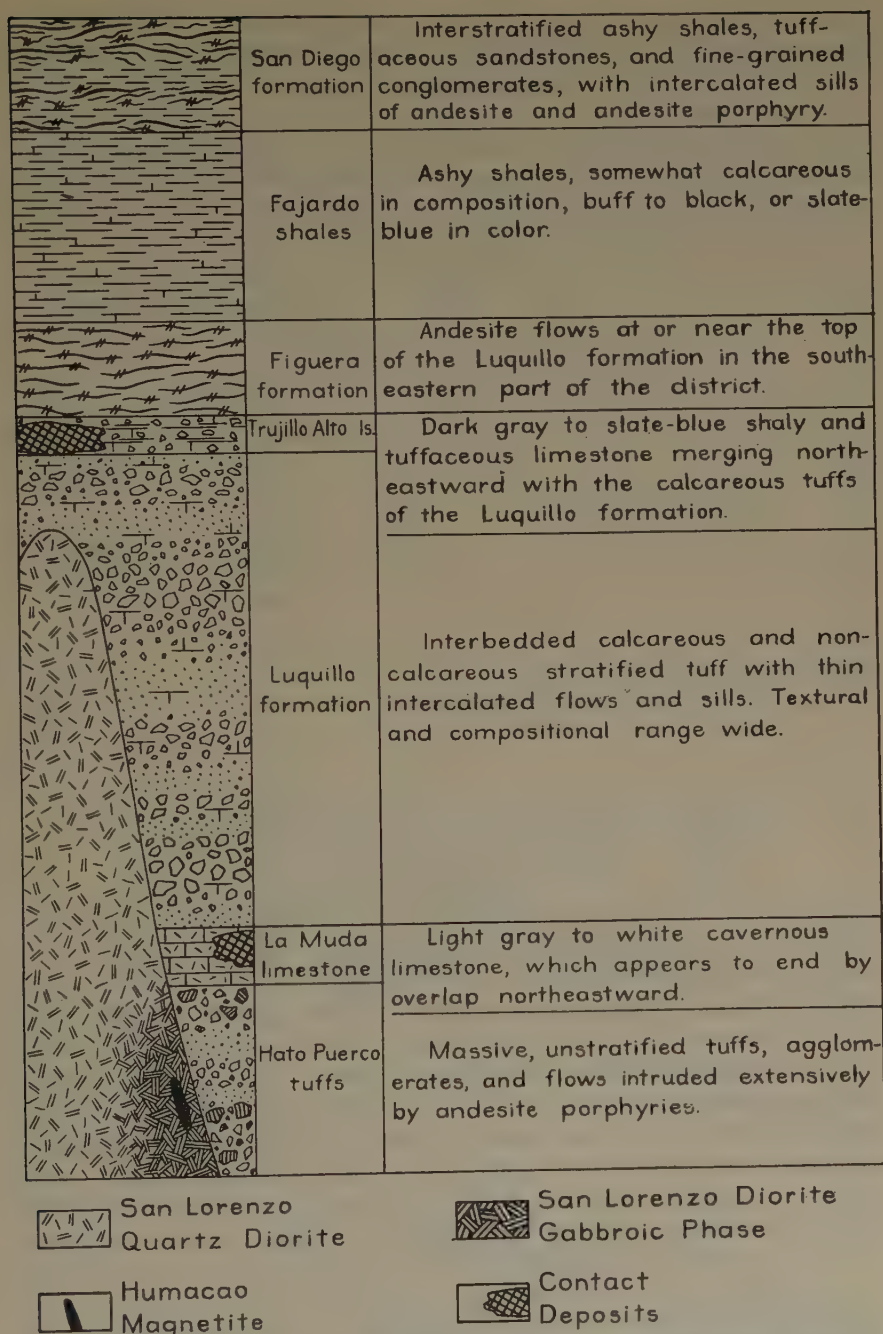 San Diego
formation
Interstratified ashy shales, tuff-
aceous sandstones, and fine-grained
conglomerates, with intercalated sills
of andesite and andesite porphyry.
Fajardo
shales
Ashy shales, somewhat calcareous
in composition, buff to black, or slate-
blue in color.
Figuera
formation
Andesite flows at or near the top
of the Luquillo formation in the south-
eastern part of the district.
Trujillo Alto ls.
Dark gray to slate-blue shaly and
tuffaceous limestone merging north-
eastward with the calcareous tuffs
of the Luquillo formation.
Luquillo
formation
Interbedded calcareous and non-
calcareous stratified tuff with thin
intercalated flows and sills. Textural
and compositional range wide.
La Muda
limestone
Light gray to white cavernous
limestone, which appears to end by
overlap northeastward.
Hato Puerco
tuffs
Massive, unstratified tuffs, agglom-
erates, and flows intruded extensively
by andesite porphyries.
San Lorenzo
Quartz Diorite
San Lorenzo Diorite
Gabbroic Phase
Humacao
Magnetite
Contact
Deposits